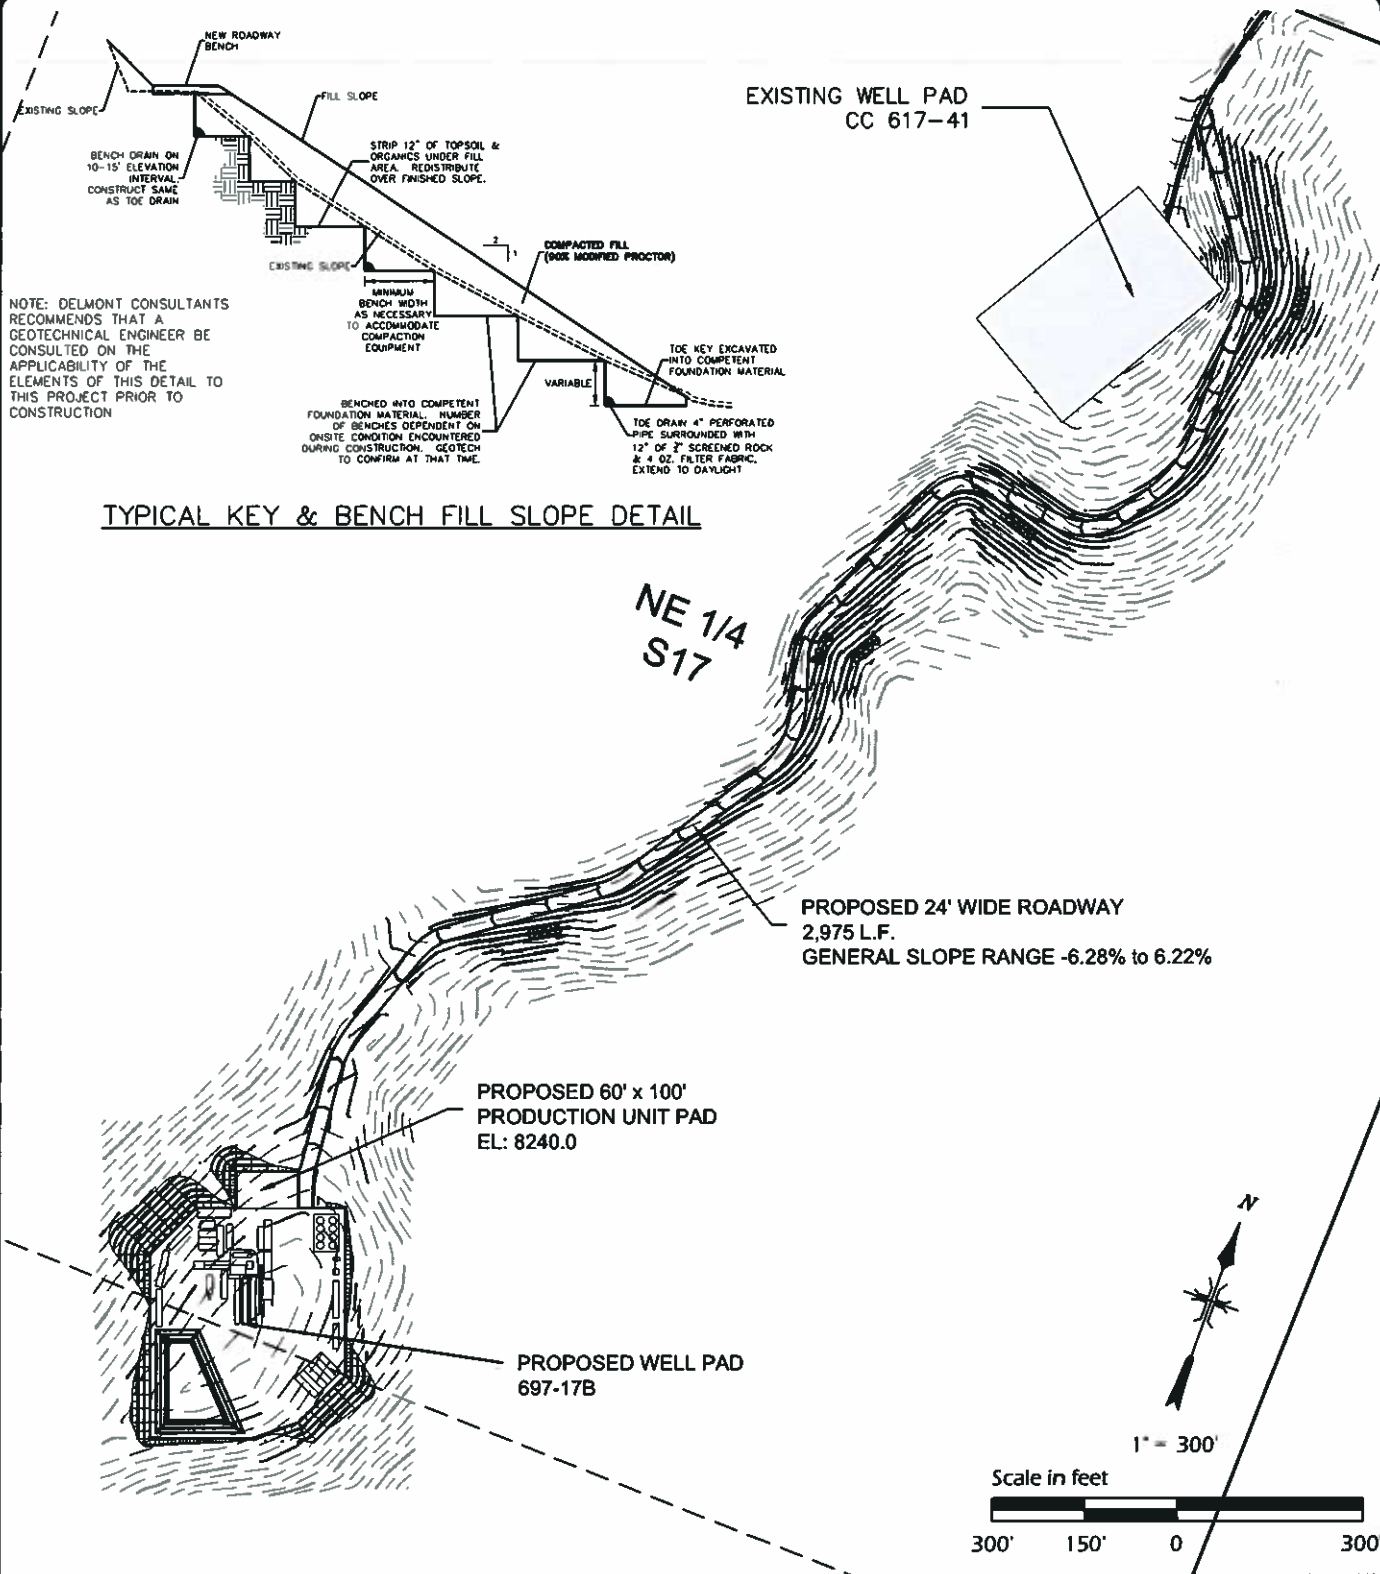 NEW ROADWAY
BENCH
EXISTING SLOPE
FILL SLOPE
BENCH DRAIN ON
10-15' ELEVATION
INTERVAL.
CONSTRUCT SAME
AS TOE DRAIN
STRIP 12" OF TOPSOIL &
ORGANICS UNDER FILL
AREA. REDISTRIBUTE
OVER FINISHED SLOPE.
2
1
EXISTING SLOPE
COMPACTED FILL
(90% MODIFIED PROCTOR)
MINIMUM
BENCH WIDTH
AS NECESSARY
TO ACCOMMODATE
COMPACTION
EQUIPMENT
NOTE: DELMONT CONSULTANTS
RECOMMENDS THAT A
GEOTECHNICAL ENGINEER BE
CONSULTED ON THE
APPLICABILITY OF THE
ELEMENTS OF THIS DETAIL TO
THIS PROJECT PRIOR TO
CONSTRUCTION
TOE KEY EXCAVATED
INTO COMPETENT
FOUNDATION MATERIAL
VARIABLE
BENCHED INTO COMPETENT
FOUNDATION MATERIAL. NUMBER
OF BENCHES DEPENDENT ON
ONSITE CONDITION ENCOUNTERED
DURING CONSTRUCTION. GEOTECH
TO CONFIRM AT THAT TIME.
TOE DRAIN 4" PERFORATED
PIPE SURROUNDED WITH
12" OF SCREENED ROCK
& 4 OZ. FILTER FABRIC.
EXTEND TO DAYLIGHT
TYPICAL KEY & BENCH FILL SLOPE DETAIL
EXISTING WELL PAD
CC 617-41
NE 1/4
S17
PROPOSED 24' WIDE ROADWAY
2,975 L.F.
GENERAL SLOPE RANGE -6.28% to 6.22%
PROPOSED 60' x 100'
PRODUCTION UNIT PAD
EL: 8240.0
PROPOSED WELL PAD
697-17B
N
1" = 300'
Scale in feet
300' 150' 0 300'